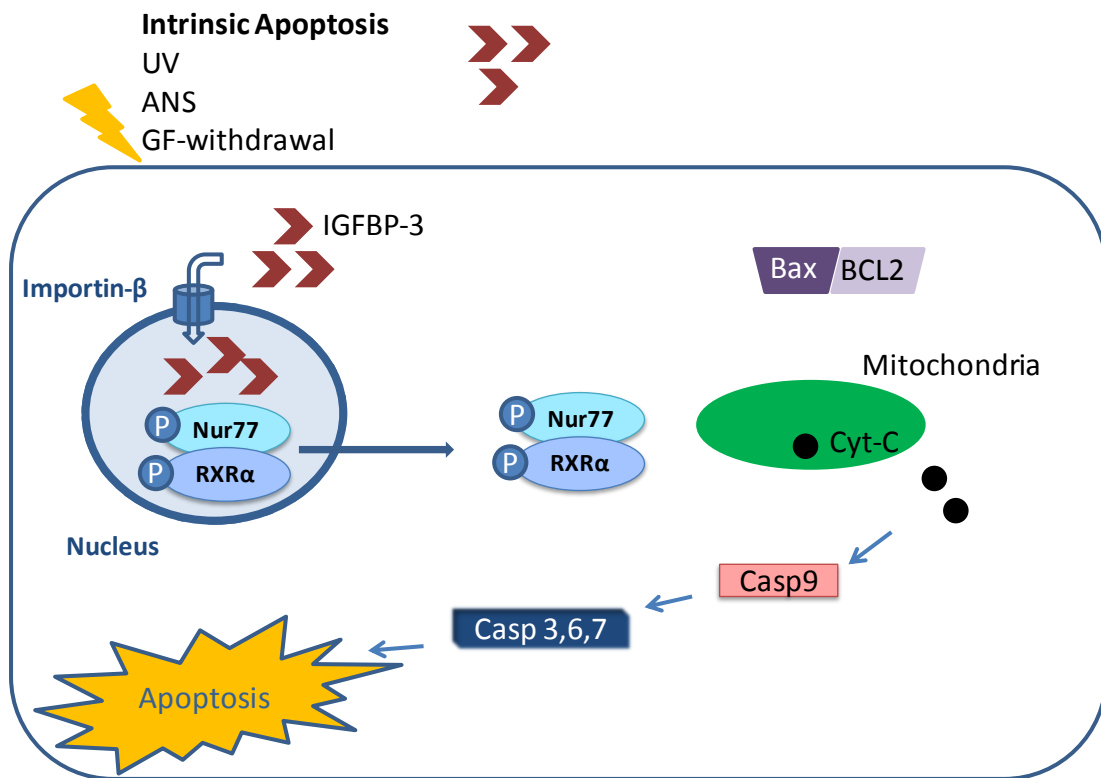 Intrinsic Apoptosis
UV
ANS
GF-withdrawal
IGFBP-3
Importin-β
Bax
BCL2
Mitochondria
Cyt-C
P
Nur77
P
RXRα
P
Nur77
P
RXRα
Nucleus
Casp9
Casp 3,6,7
Apoptosis